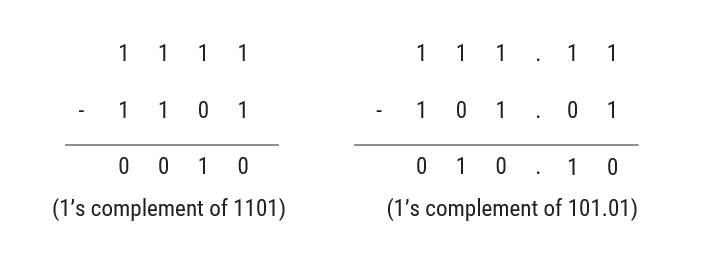 1 1 1 1
- 1 1 0 1
0 0 1 0
(1’s complement of 1101)
1 1 1 . 1 1
- 1 0 1 . 0 1
0 1 0 . 1 0
(1’s complement of 101.01)